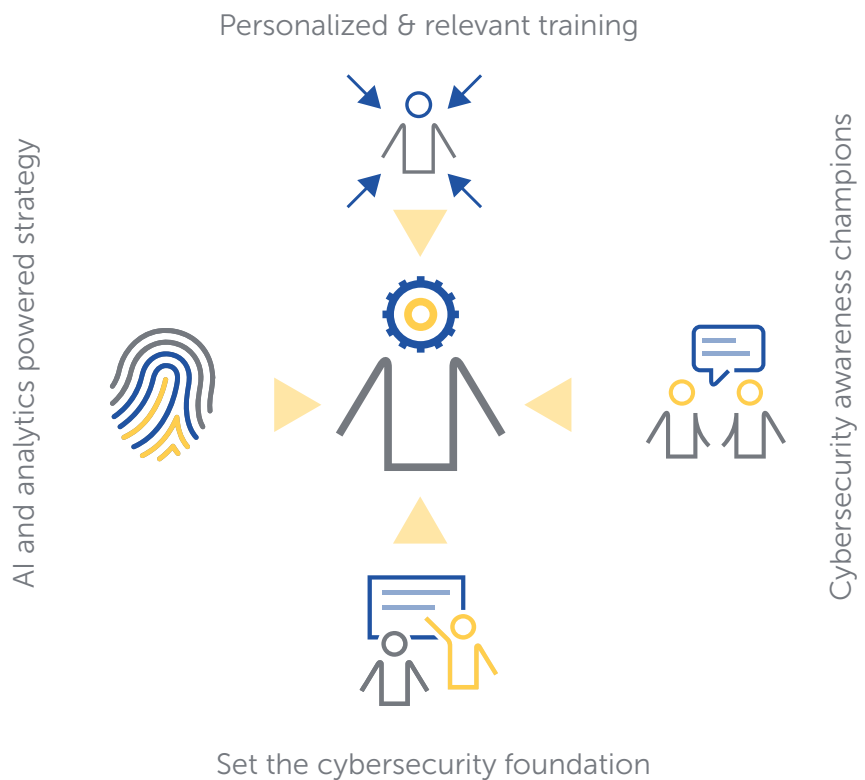 Personalized & relevant training
AI and analytics powered strategy
Cybersecurity awareness champions
Set the cybersecurity foundation